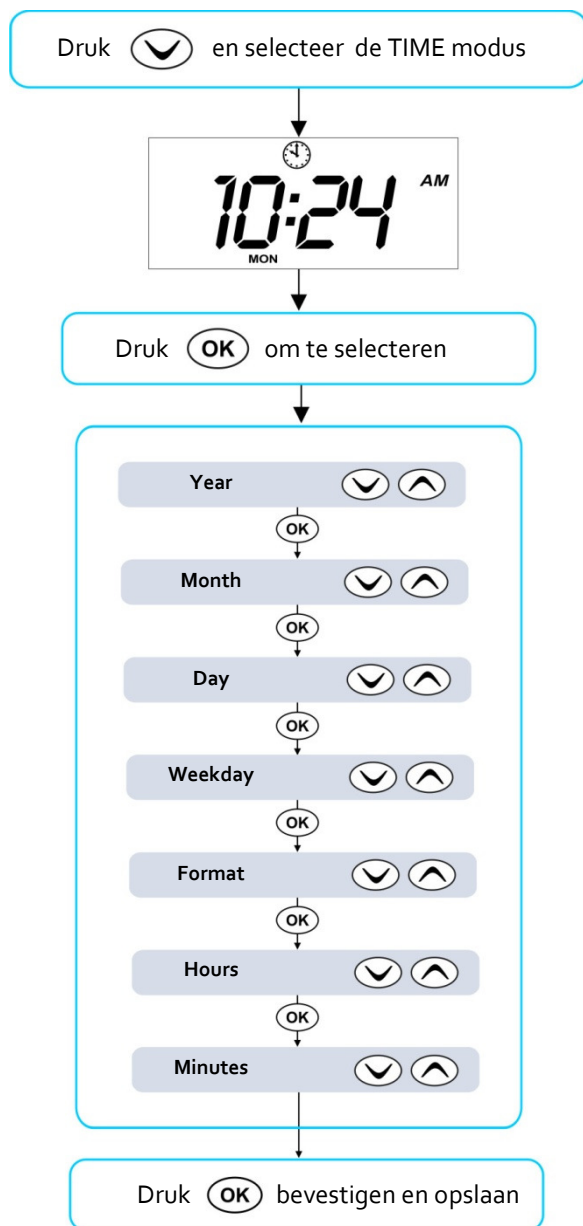 Druk en selecteer de TIME modus
10:24 AM
MON
Druk OK om te selecteren
Year
OK
Month
OK
Day
OK
Weekday
OK
Format
OK
Hours
OK
Minutes
Druk OK bevestigen en opslaan